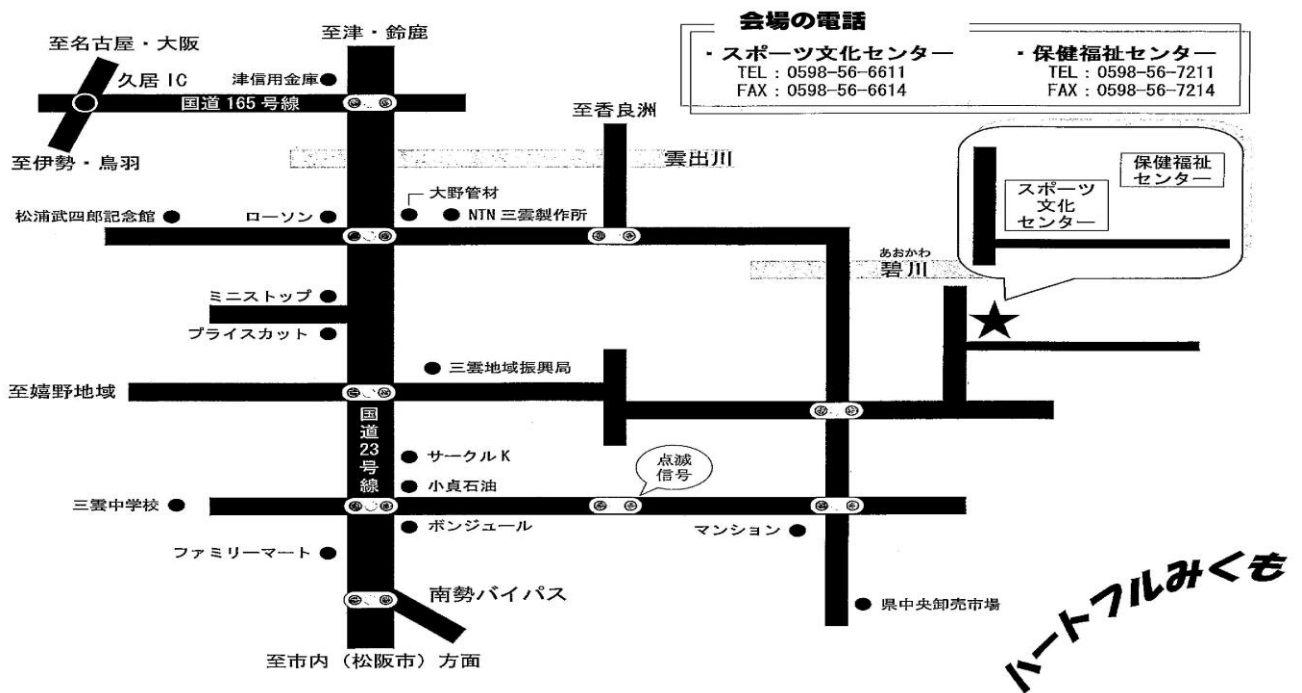 会場の電話
・スポーツ文化センター
TEL：0598-56-6611
FAX：0598-56-6614
・保健福祉センター
TEL：0598-56-7211
FAX：0598-56-7214
至名古屋・大阪
至津・鈴鹿
久居IC
津信用金庫
国道165号線
至香良洲
至伊勢・鳥羽
雲出川
保健福祉
センター
スポーツ
文化
センター
大野管材
松浦武四郎記念館
ローソン
NTN三雲製作所
あおかわ
碧川
ミニストップ
プライスカット
三雲地域振興局
至嬉野地域
国道23号線
サークルK
点滅
信号
小貞石油
三雲中学校
ボンジュール
マンション
ファミリーマート
南勢バイパス
県中央卸売市場
ハートフルみくも
至市内（松阪市）方面